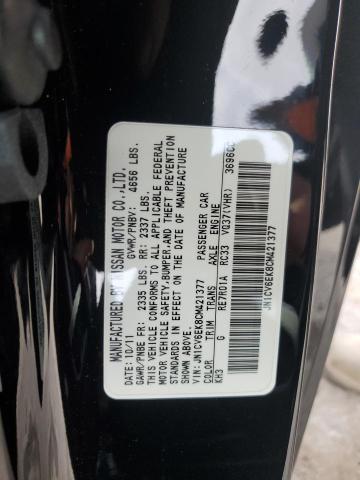 MANUFACTURED BY NISSAN MOTOR CO.,LTD.
DATE: 10/11 GVWR/PNBV: 4656 LBS.
GAWR/PNBE FR: 2335 LBS. RR: 2337 LBS.
THIS VEHICLE CONFORMS TO ALL APPLICABLE FEDERAL
MOTOR VEHICLE SAFETY,BUMPER,AND THEFT PREVENTION
STANDARDS IN EFFECT ON THE DATE OF MANUFACTURE
SHOWN ABOVE.
VIN:JN1CV6EK8CM421377 PASSENGER CAR
COLOR TRIM TRANS AXLE ENGINE
KH3 G RE7R01A RC33 VQ37(VHR) 3696CC
JN1CV6EK8CM421377